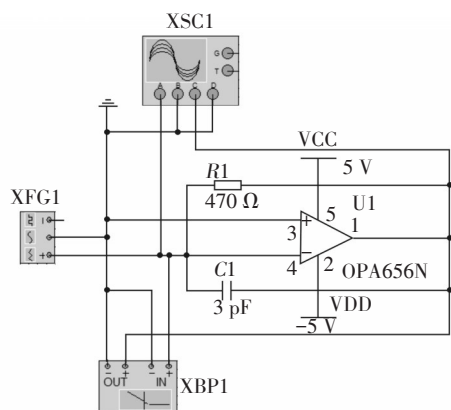 XSC1
G
T
A B C D
VCC
5 V
XFG1
R1
470 Ω
U1
+
5
1
3
−
4
2
OPA656N
C1
3 pF
VDD
−5 V
− + − +
OUT IN
XBP1